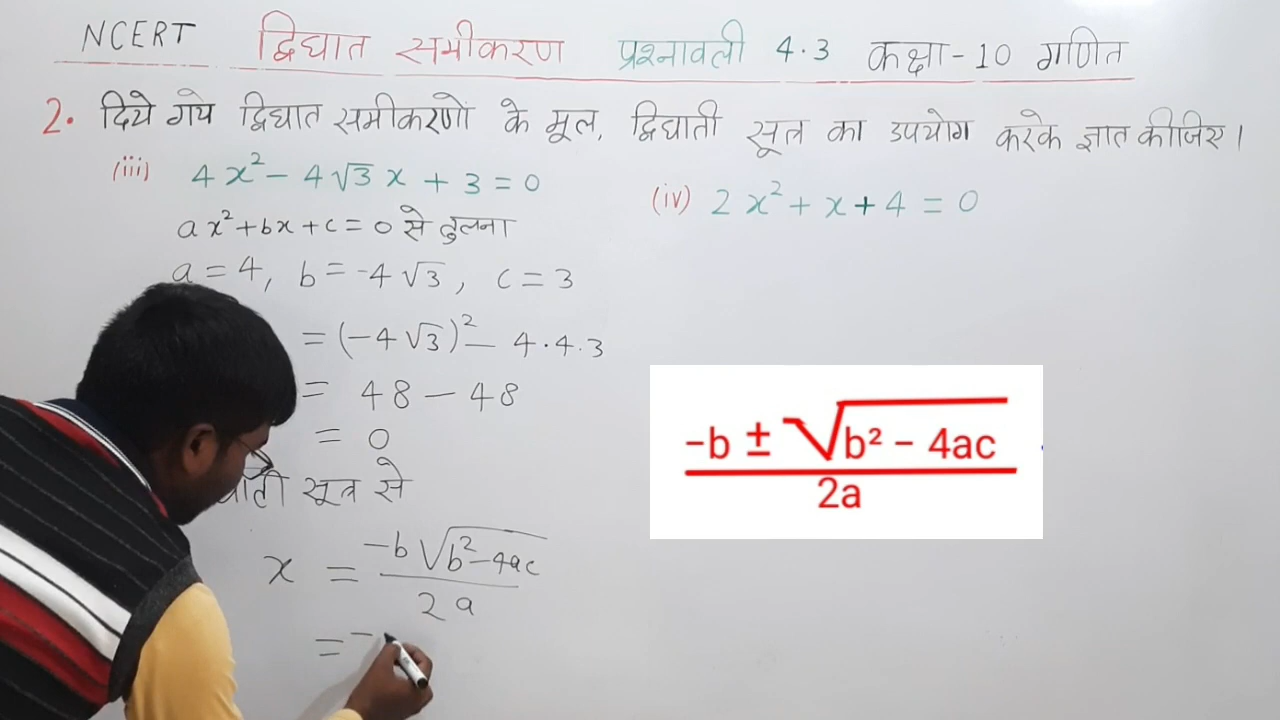 NCERT द्विघात समीकरण प्रश्नावली 4.3 कक्षा-10 गणित
2. दिये गये द्विघात समीकरणों के मूल, द्विघाती सूत्र का उपयोग करके ज्ञात कीजिए।
(iii) 4x² - 4√3 x + 3 = 0
ax² + bx + c = 0 से तुलना
a = 4, b = -4√3, c = 3
= (-4√3)² - 4·4·3
= 48 - 48
= 0
सूत्र से
x = (-b √(b² - 4ac)) / 2a
= -
(iv) 2x² + x + 4 = 0
(-b ± √(b² - 4ac)) / 2a